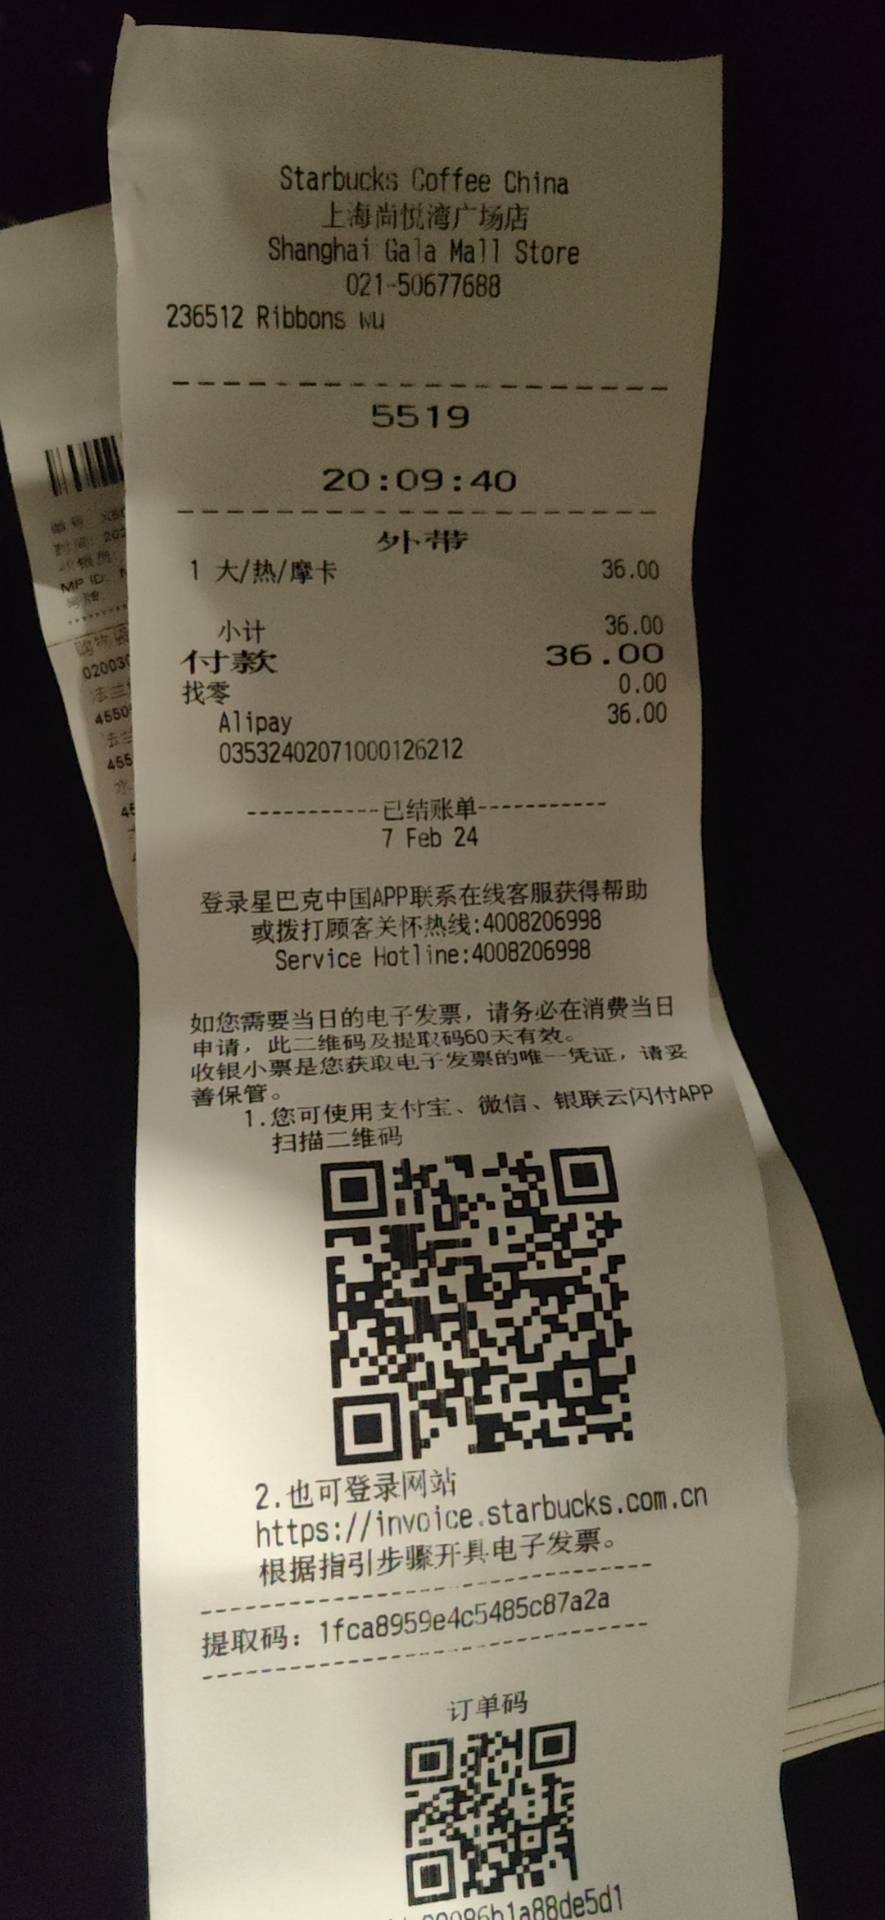 Starbucks Coffee China
上海尚悦湾广场店
Shanghai Gala Mall Store
021-50677688
236512 Ribbons wu
5519
20:09:40
外带
1 大/热/摩卡 36.00
小计 36.00
付款 36.00
找零 0.00
Alipay 36.00
03532402071000126212
----------已结账单----------
7 Feb 24
登录星巴克中国APP联系在线客服获得帮助
或拨打顾客关怀热线:4008206998
Service Hotline:4008206998
如您需要当日的电子发票，请务必在消费当日
申请，此二维码及提取码60天有效。
收银小票是您获取电子发票的唯一凭证，请妥
善保管。
1.您可使用支付宝、微信、银联云闪付APP
扫描二维码
2.也可登录网站
https://invoice.starbucks.com.cn
根据指引步骤开具电子发票。
提取码：1fca8959e4c5485c87a2a
订单码
MP ID:
购物袋
02003
4550
455